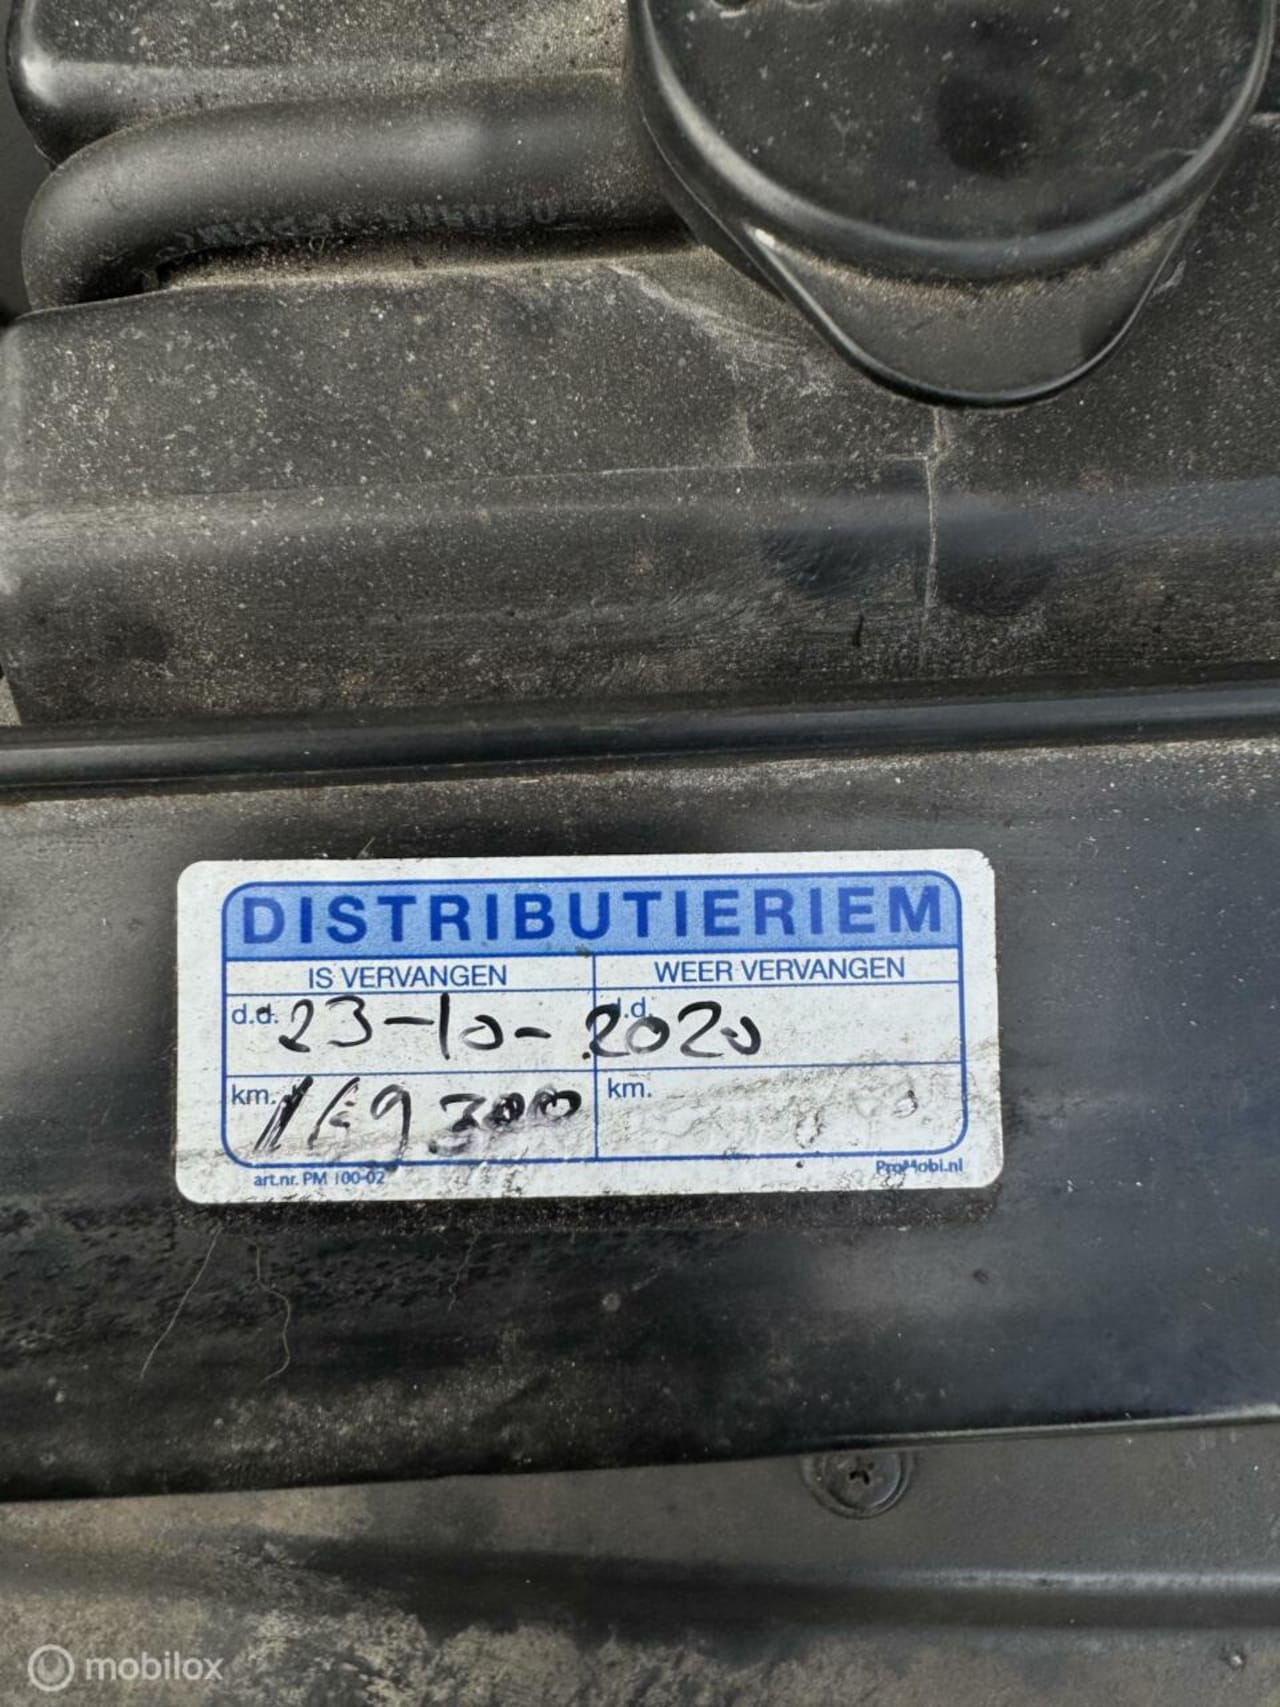 DISTRIBUTIERIEM
IS VERVANGEN WEER VERVANGEN
d.d. 23-10-2020 d.d.
km. 169300 km.
art.nr. PM 100-02 ProMobi.nl
mobilox